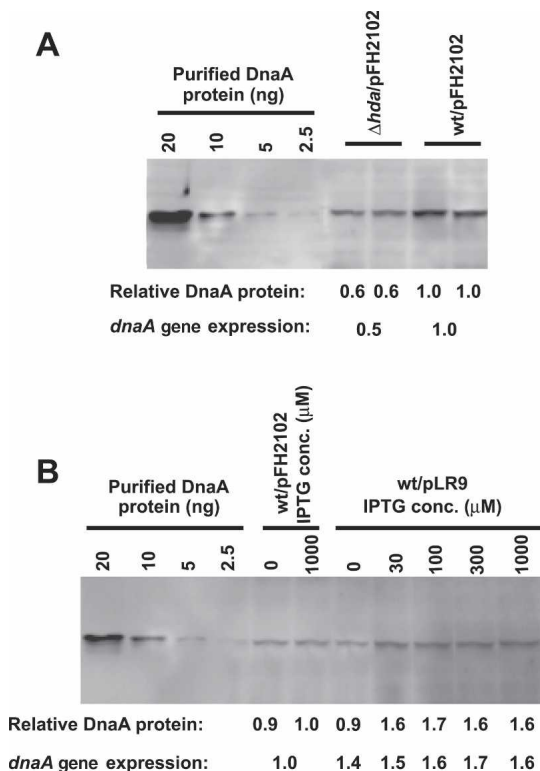 A
Purified DnaA
protein (ng)
Δhda/pFH2102
wt/pFH2102
20 10 5 2.5
Relative DnaA protein: 0.6 0.6 1.0 1.0
dnaA gene expression: 0.5 1.0
B
Purified DnaA
protein (ng)
wt/pFH2102
IPTG conc. (μM)
wt/pLR9
IPTG conc. (μM)
20 10 5 2.5 0 1000 0 30 100 300 1000
Relative DnaA protein: 0.9 1.0 0.9 1.6 1.7 1.6 1.6
dnaA gene expression: 1.0 1.4 1.5 1.6 1.7 1.6